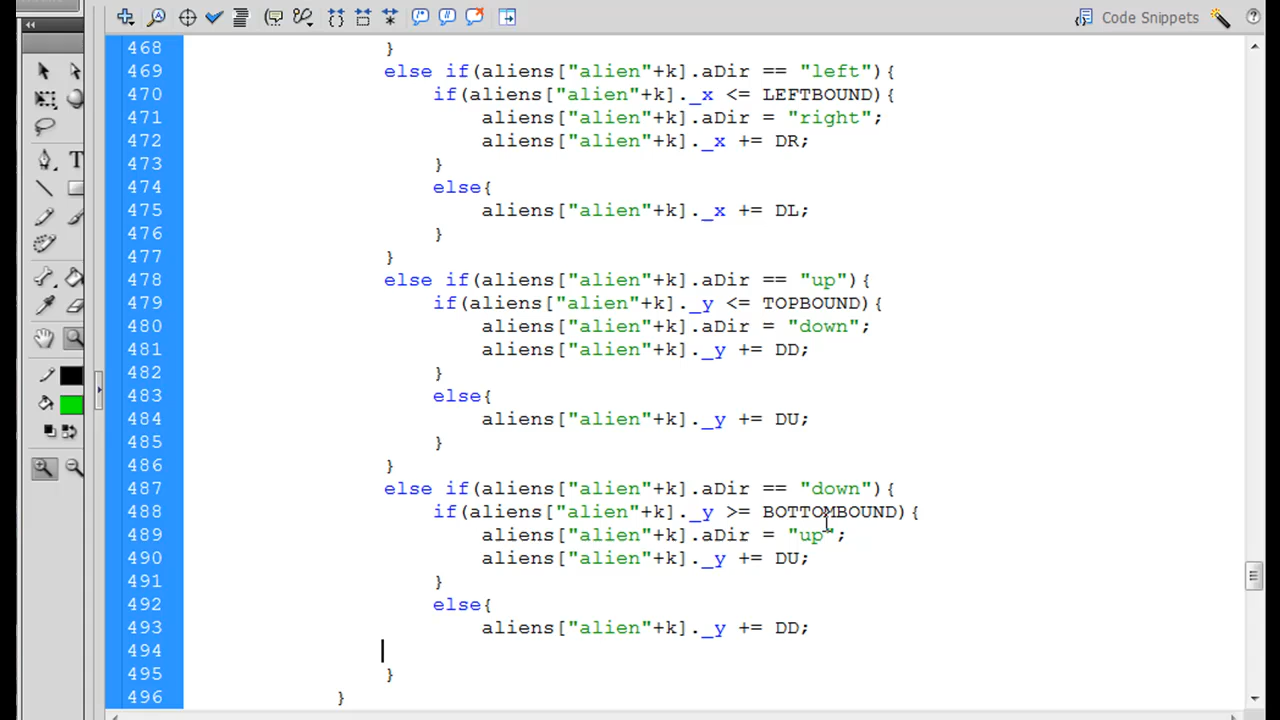 Code Snippets
468 }
469 else if(aliens["alien"+k].aDir == "left"){
470 if(aliens["alien"+k]._x <= LEFTBOUND){
471 aliens["alien"+k].aDir = "right";
472 aliens["alien"+k]._x += DR;
473 }
474 else{
475 aliens["alien"+k]._x += DL;
476 }
477 }
478 else if(aliens["alien"+k].aDir == "up"){
479 if(aliens["alien"+k]._y <= TOPBOUND){
480 aliens["alien"+k].aDir = "down";
481 aliens["alien"+k]._y += DD;
482 }
483 else{
484 aliens["alien"+k]._y += DU;
485 }
486 }
487 else if(aliens["alien"+k].aDir == "down"){
488 if(aliens["alien"+k]._y >= BOTTOMBOUND){
489 aliens["alien"+k].aDir = "up";
490 aliens["alien"+k]._y += DU;
491 }
492 else{
493 aliens["alien"+k]._y += DD;
494
495 }
496 }